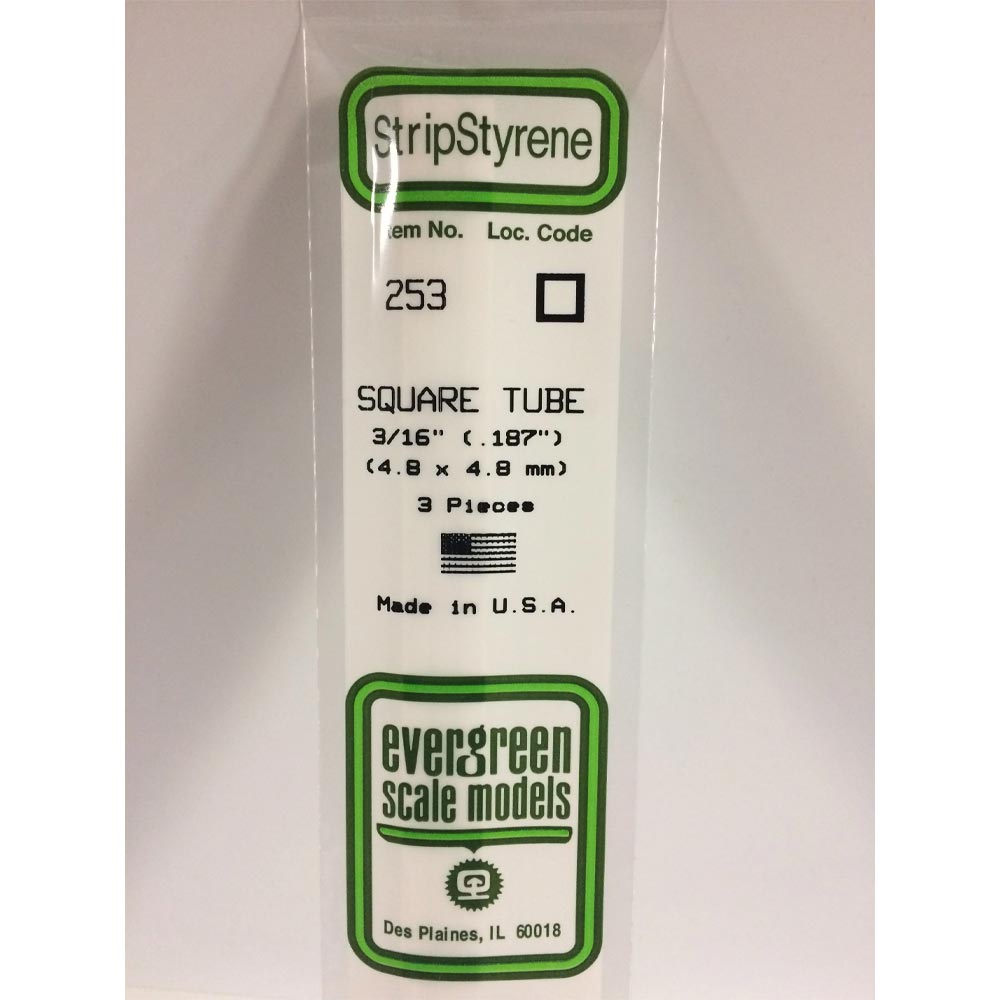 StripStyrene
Item No. Loc. Code
253
SQUARE TUBE
3/16" (.187")
(4.8 x 4.8 mm)
3 Pieces
Made in U.S.A.
evergreen
scale models
Des Plaines, IL 60018